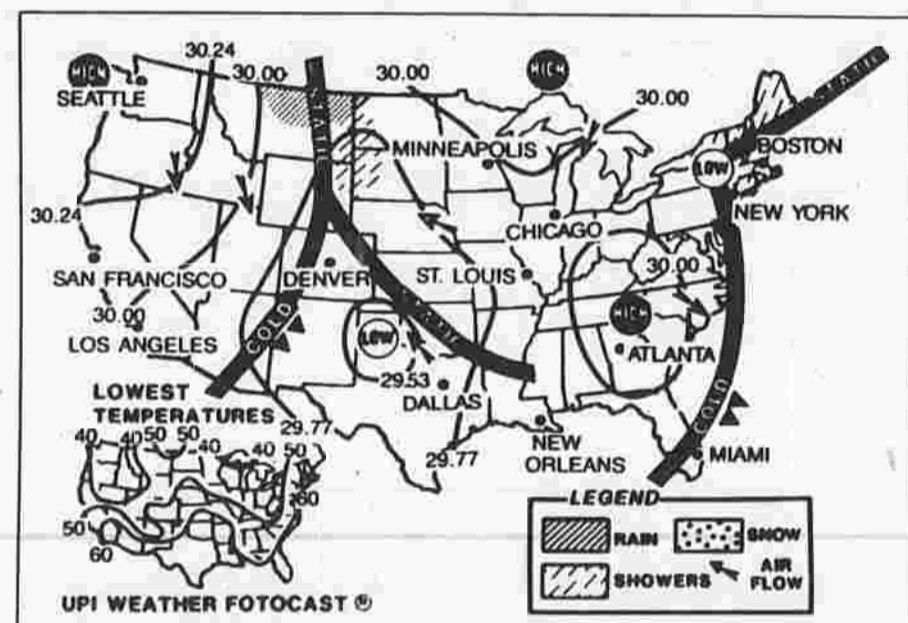 30.24
30.00
30.00
HIGH
HIGH
30.00
SEATTLE
MINNEAPOLIS
BOSTON
LOW
30.24
NEW YORK
CHICAGO
SAN FRANCISCO
DENVER
ST. LOUIS
30.00
30.00
COLD
LOW
HIGH
LOS ANGELES
ATLANTA
29.53
DALLAS
COLD
LOWEST
TEMPERATURES
29.77
NEW
ORLEANS
MIAMI
29.77
40 40 50 50 40 40 50
60
50
60
LEGEND
RAIN
SNOW
SHOWERS
AIR
FLOW
UPI WEATHER FOTOCAST ®